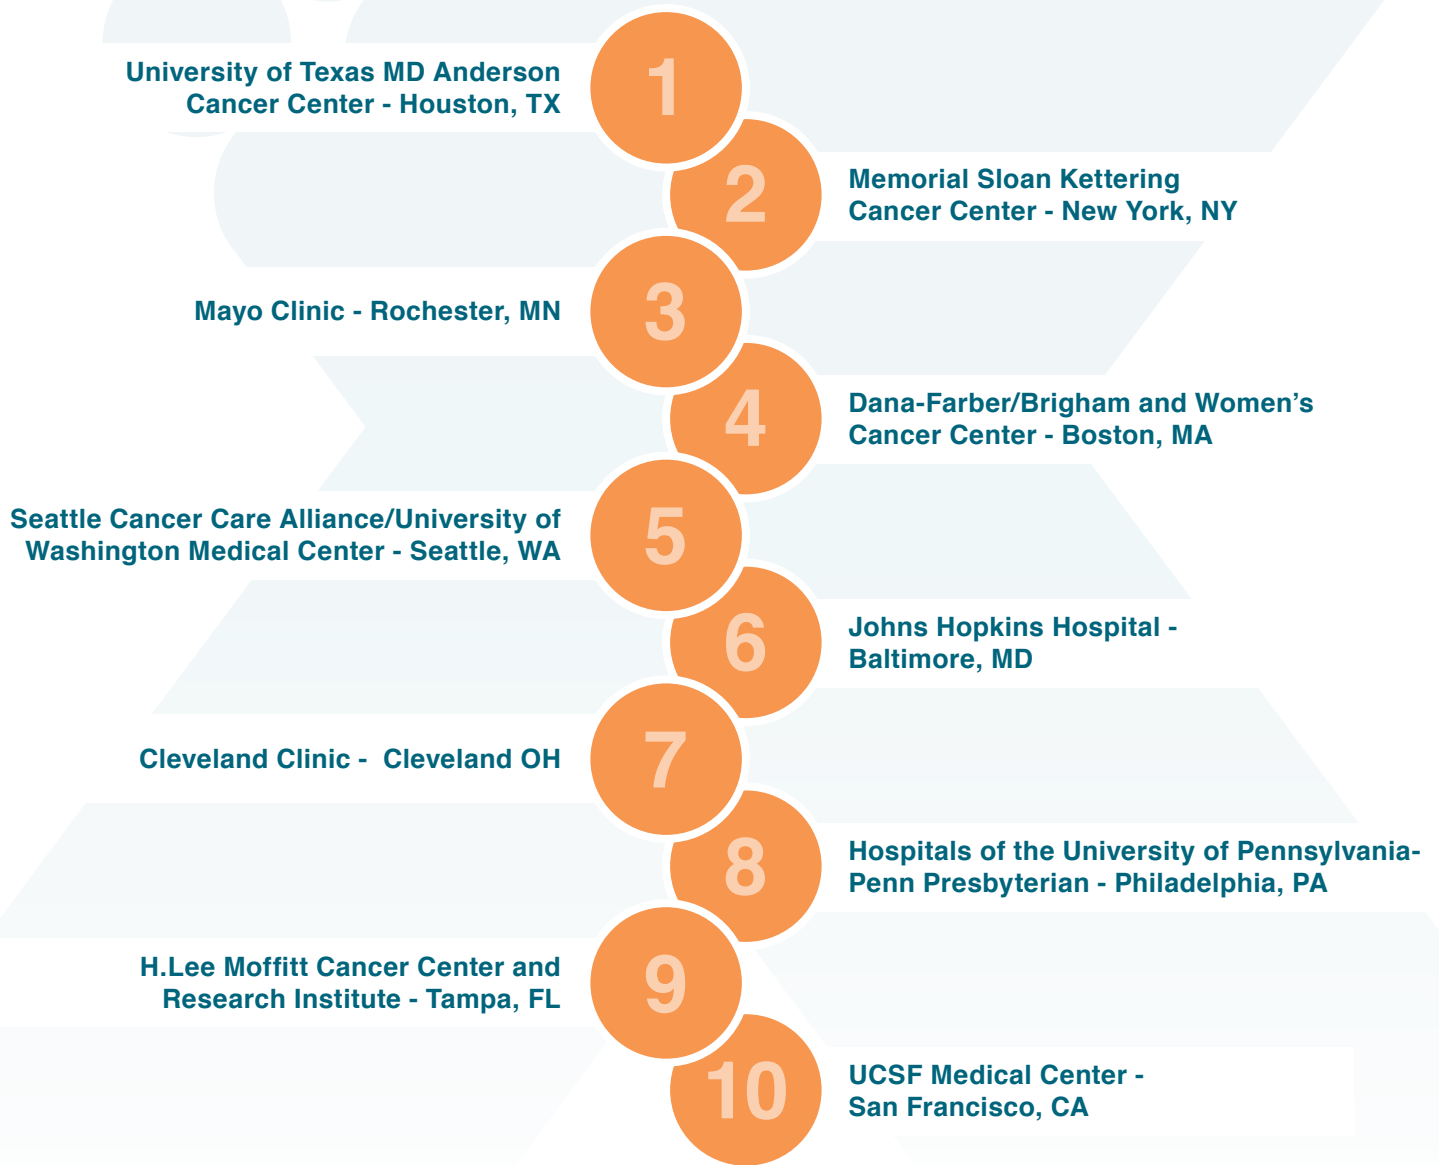 1
University of Texas MD Anderson
Cancer Center - Houston, TX
2
Memorial Sloan Kettering
Cancer Center - New York, NY
3
Mayo Clinic - Rochester, MN
4
Dana-Farber/Brigham and Women’s
Cancer Center - Boston, MA
5
Seattle Cancer Care Alliance/University of
Washington Medical Center - Seattle, WA
6
Johns Hopkins Hospital -
Baltimore, MD
7
Cleveland Clinic -  Cleveland OH
8
Hospitals of the University of Pennsylvania-
Penn Presbyterian - Philadelphia, PA
9
H.Lee Moffitt Cancer Center and
Research Institute - Tampa, FL
10
UCSF Medical Center -
San Francisco, CA